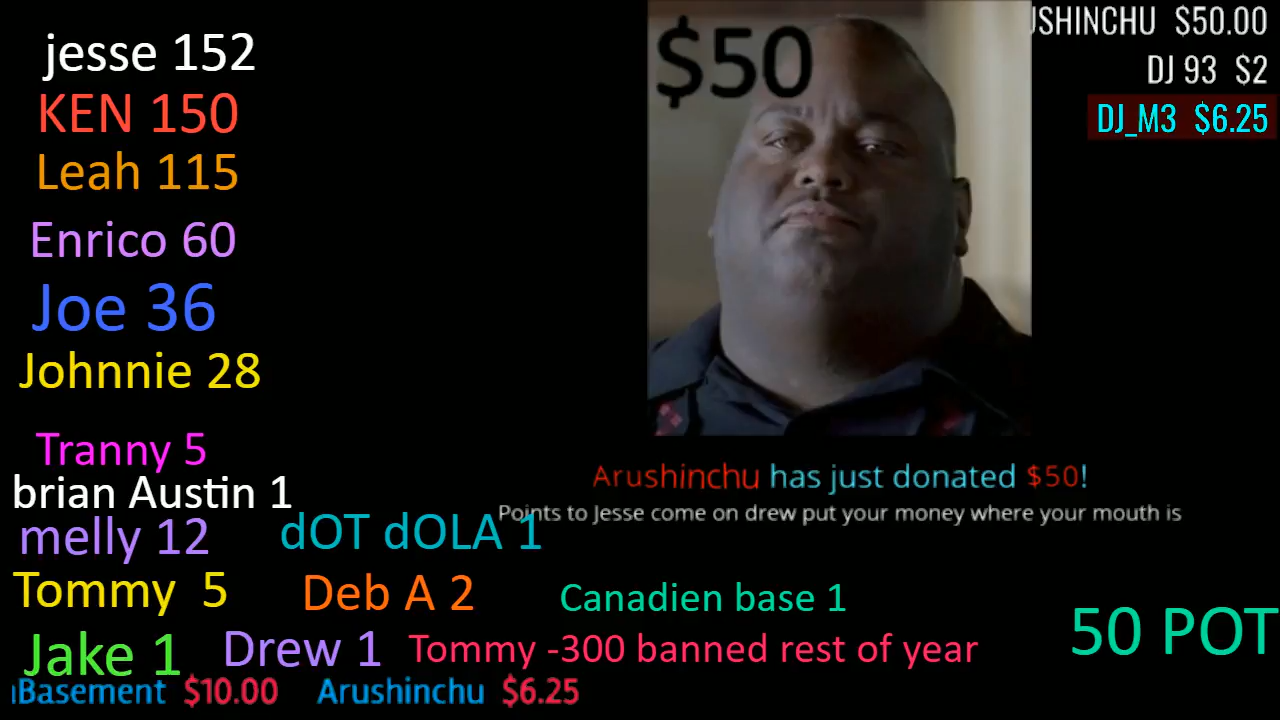 jesse 152
KEN 150
Leah 115
Enrico 60
Joe 36
Johnnie 28
Tranny 5
brian Austin 1
melly 12
dOT dOLA 1
Tommy 5
Deb A 2
Canadien base 1
Jake 1
Drew 1
Tommy -300 banned rest of year
50 POT
$50
USHINCHU $50.00
DJ 93 $2
DJ_M3 $6.25
Arushinchu has just donated $50!
Points to Jesse come on drew put your money where your mouth is
nBasement $10.00 Arushinchu $6.25